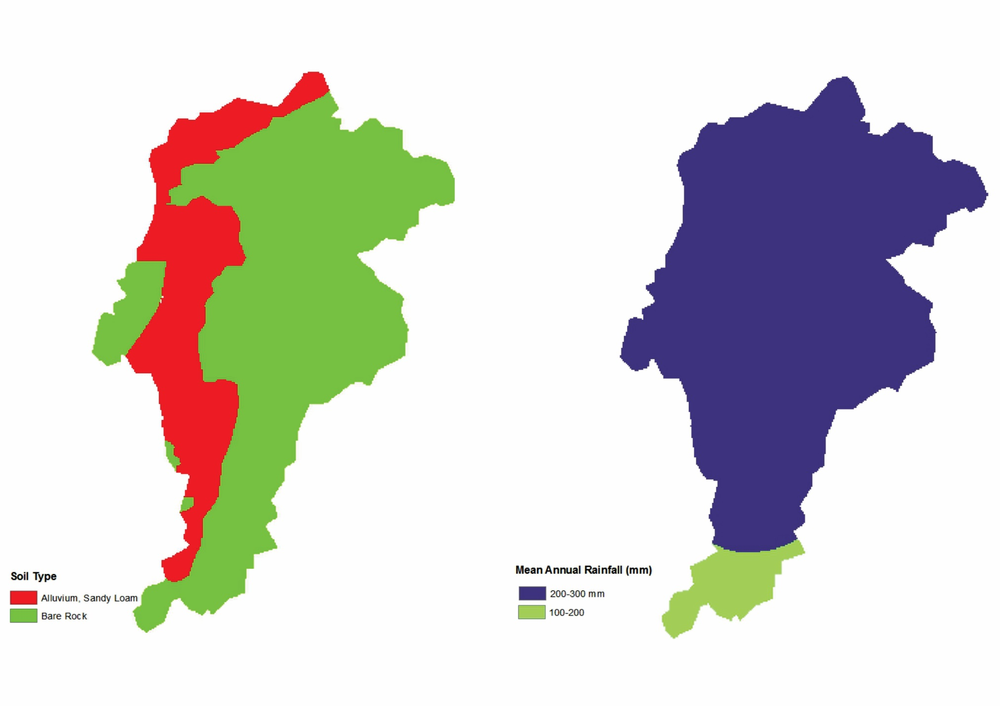 Soil Type
Alluvium, Sandy Loam
Bare Rock
Mean Annual Rainfall (mm)
200-300 mm
100-200